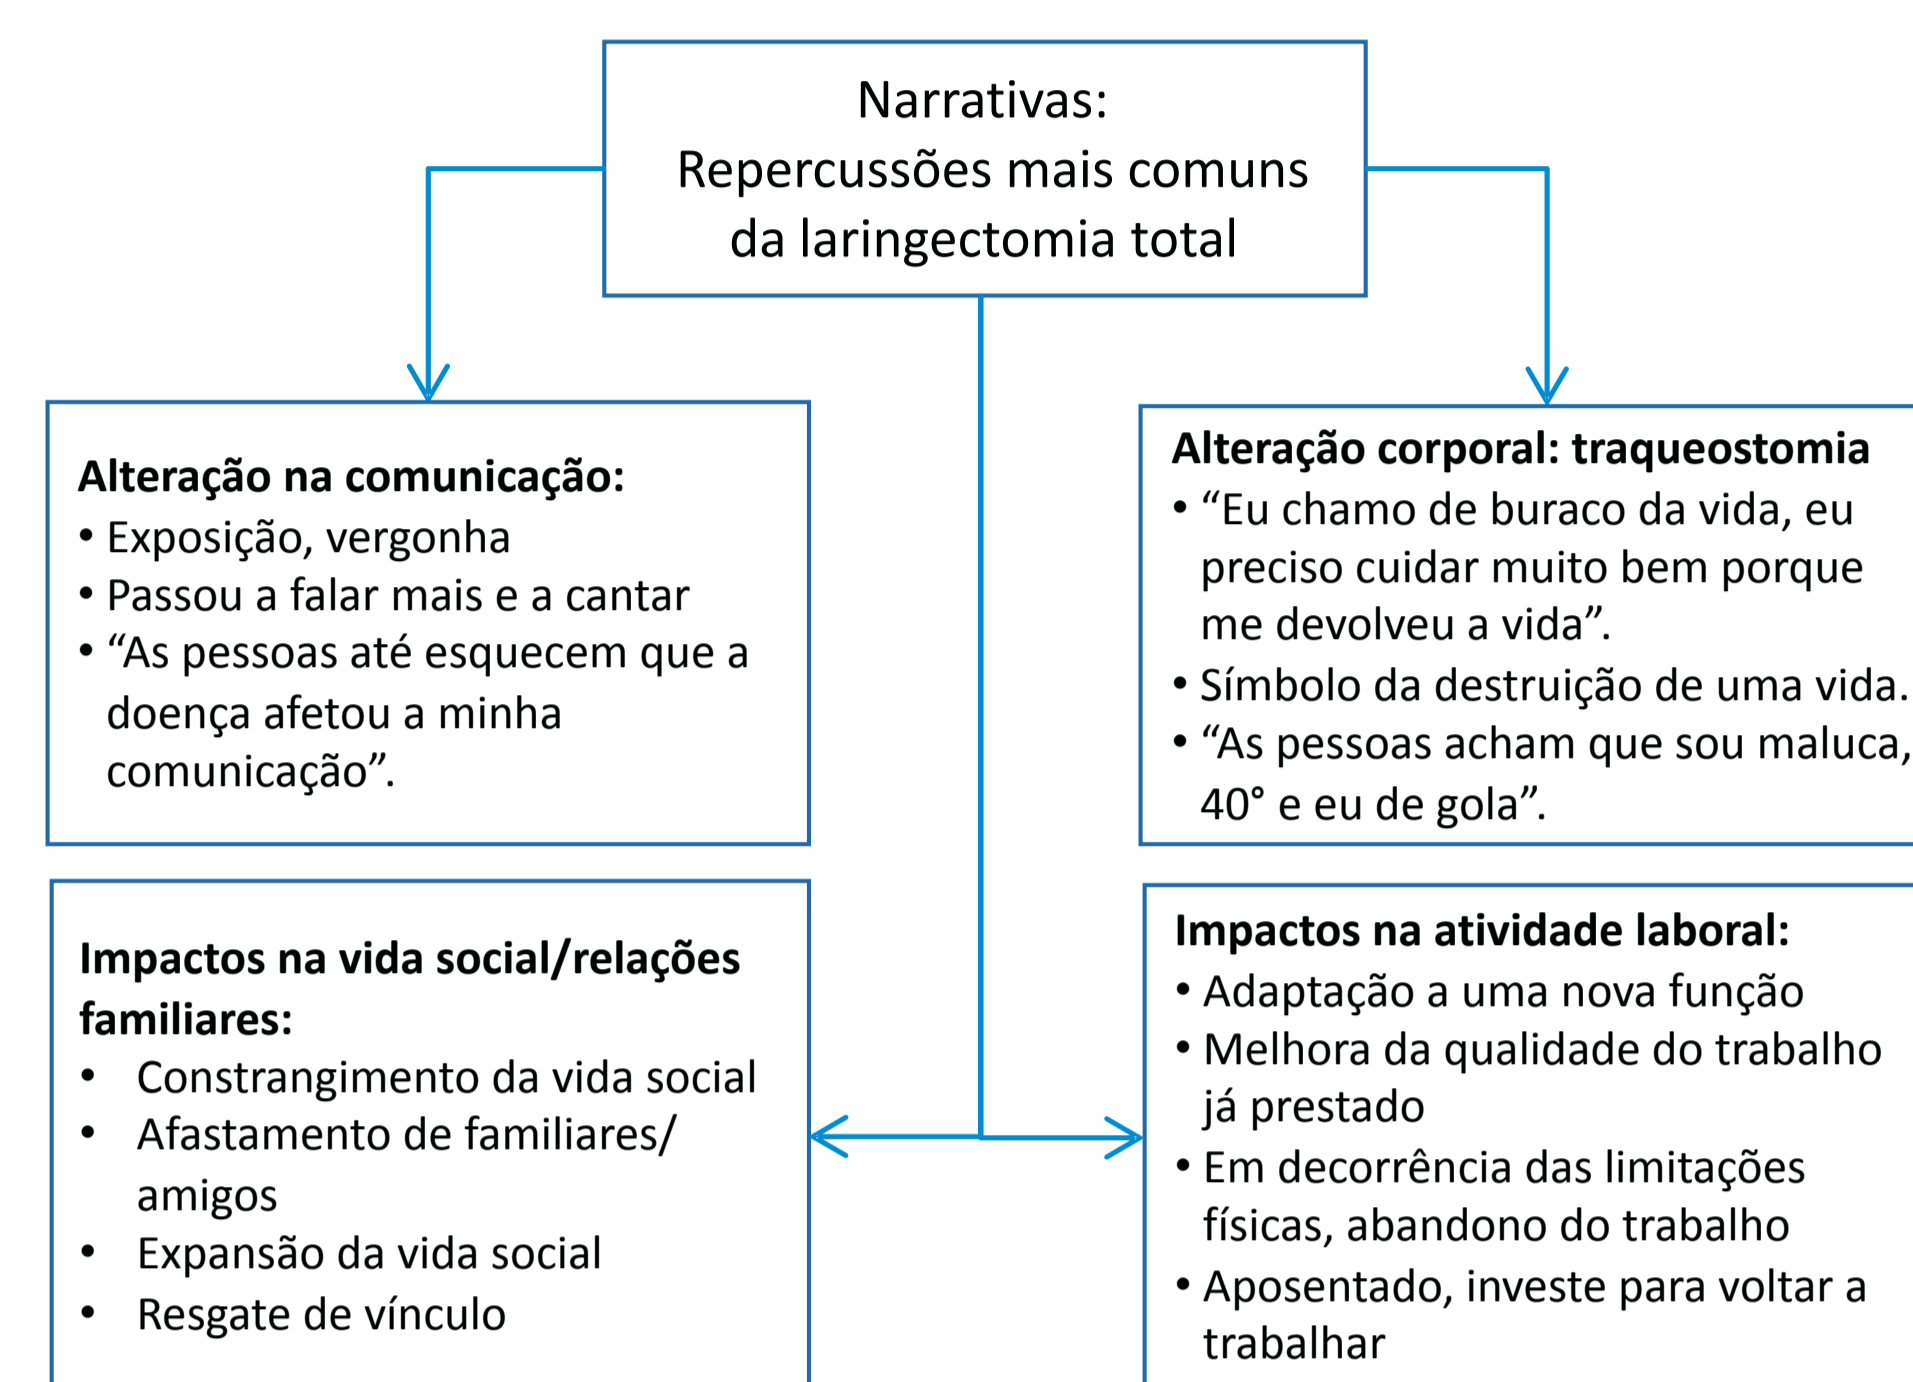 Narrativas:
Repercussões mais comuns
da laringectomia total
Alteração na comunicação:
• Exposição, vergonha
• Passou a falar mais e a cantar
• “As pessoas até esquecem que a
doença afetou a minha
comunicação”.
Alteração corporal: traqueostomia
• “Eu chamo de buraco da vida, eu
preciso cuidar muito bem porque
me devolveu a vida”.
• Símbolo da destruição de uma vida.
• “As pessoas acham que sou maluca,
40° e eu de gola”.
Impactos na vida social/relações
familiares:
• Constrangimento da vida social
• Afastamento de familiares/
amigos
• Expansão da vida social
• Resgate de vínculo
Impactos na atividade laboral:
• Adaptação a uma nova função
• Melhora da qualidade do trabalho
já prestado
• Em decorrência das limitações
físicas, abandono do trabalho
• Aposentado, investe para voltar a
trabalhar